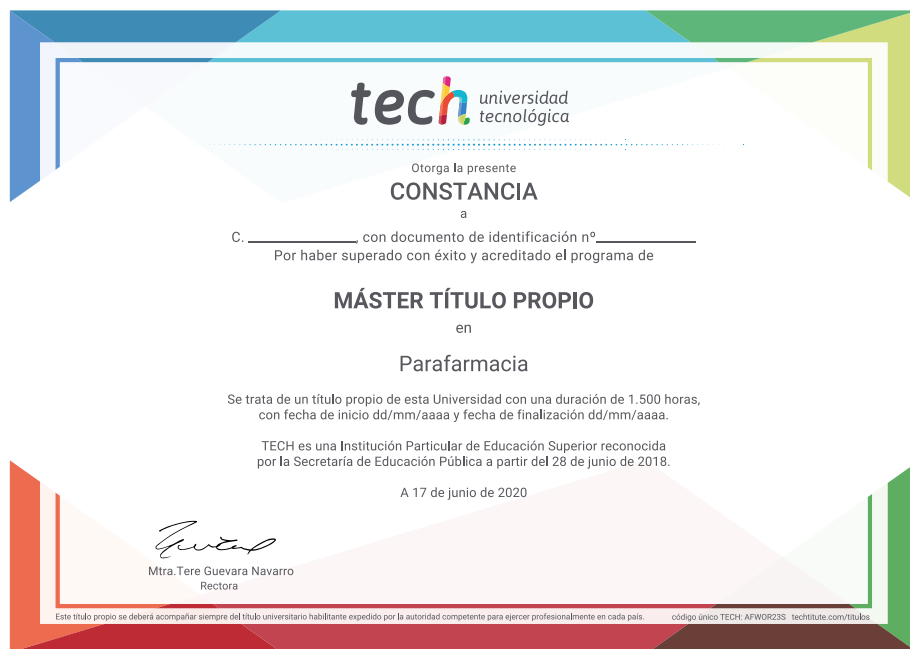 tech universidad
tecnológica
Otorga la presente
CONSTANCIA
a
C. ____________, con documento de identificación nº____________
Por haber superado con éxito y acreditado el programa de
MÁSTER TÍTULO PROPIO
en
Parafarmacia
Se trata de un título propio de esta Universidad con una duración de 1.500 horas,
con fecha de inicio dd/mm/aaaa y fecha de finalización dd/mm/aaaa.
TECH es una Institución Particular de Educación Superior reconocida
por la Secretaría de Educación Pública a partir del 28 de junio de 2018.
A 17 de junio de 2020
Mtra.Tere Guevara Navarro
Rectora
Este título propio se deberá acompañar siempre del título universitario habilitante expedido por la autoridad competente para ejercer profesionalmente en cada país. código único TECH: AFWOR23S techtitute.com/titulos